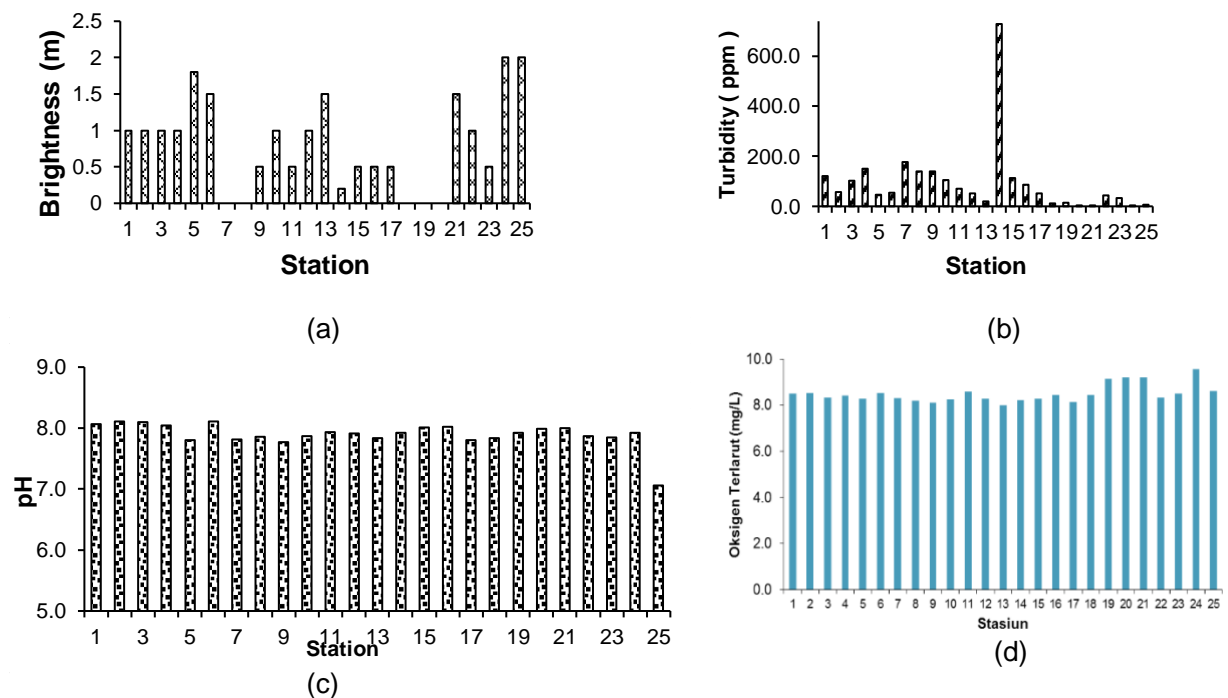 2.5
2
1.5
1
0.5
0
Brightness (m)
1 3 5 7 9 11 13 15 17 19 21 23 25
Station
(a)
600.0
400.0
200.0
0.0
Turbidity ( ppm )
1 3 5 7 9 11 13 15 17 19 21 23 25
Station
(b)
9.0
8.0
7.0
6.0
5.0
pH
1 3 5 7 9 11 13 15 17 19 21 23 25
Station
(c)
10.0
8.0
6.0
4.0
2.0
0.0
Oksigen Terlarut (mg/L)
1 2 3 4 5 6 7 8 9 10 11 12 13 14 15 16 17 18 19 20 21 22 23 24 25
Stasiun
(d)